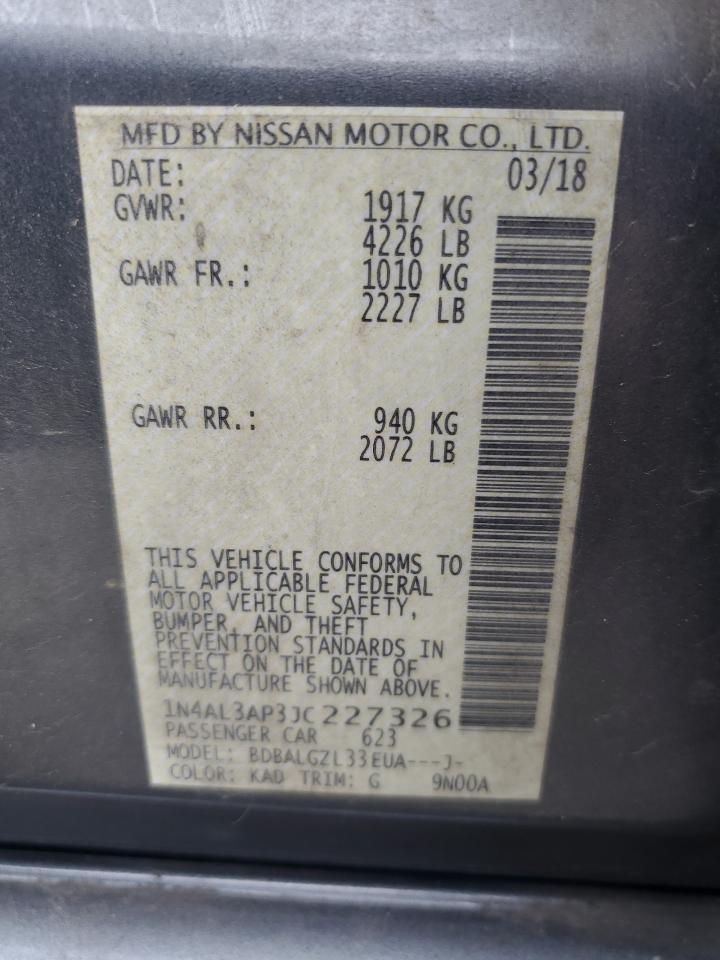 MFD BY NISSAN MOTOR CO., LTD.
DATE: 03/18
GVWR: 1917 KG
4226 LB
GAWR FR.: 1010 KG
2227 LB
GAWR RR.: 940 KG
2072 LB
THIS VEHICLE CONFORMS TO
ALL APPLICABLE FEDERAL
MOTOR VEHICLE SAFETY,
BUMPER, AND THEFT
PREVENTION STANDARDS IN
EFFECT ON THE DATE OF
MANUFACTURE SHOWN ABOVE.
1N4AL3AP3JC227326
PASSENGER CAR 623
MODEL: BDBALGZL33EUA---J-
COLOR: KAD TRIM: G 9N00A